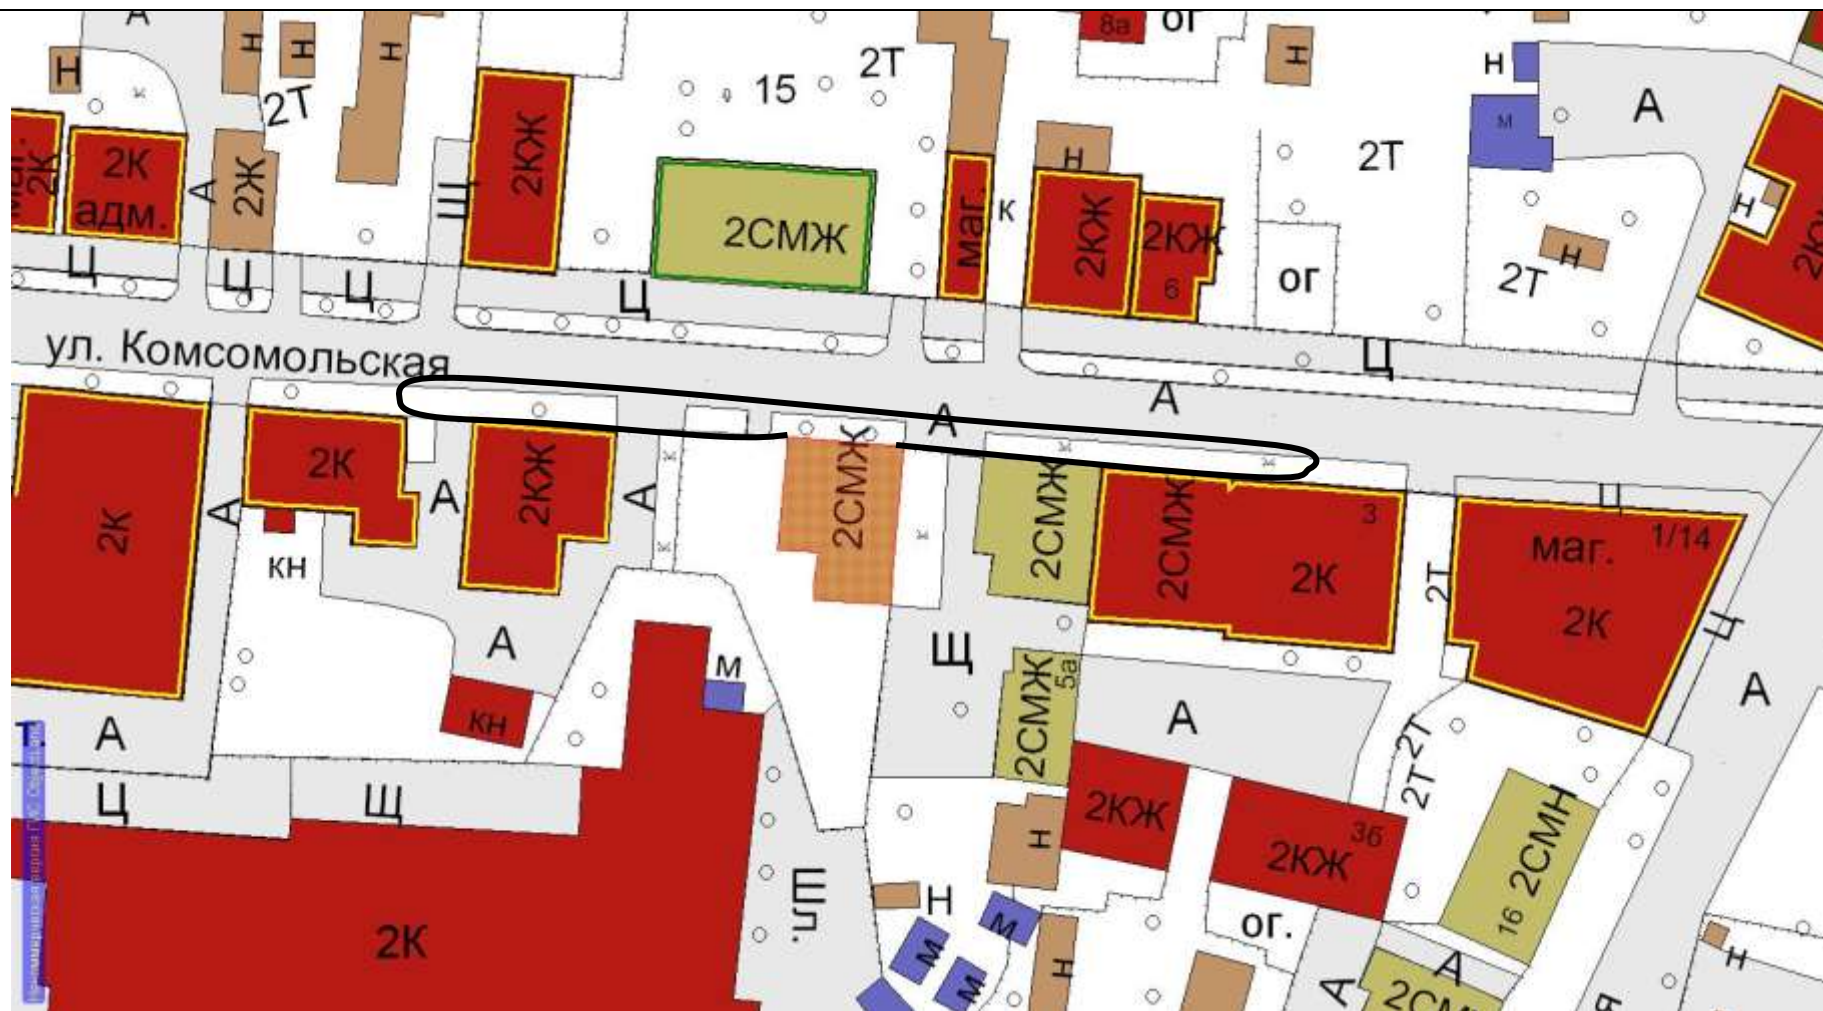 А
н
н
н
8а
ог
н
Н
2Т
15
2Т
н
А
м
2К
2К
адм.
А
2Ж
Щ
2КЖ
2СМЖ
маг.
к
н
2КЖ
2КЖ
6
2Т
ог
н
2Т
н
Ц
Ц
Ц
Ц
Ц
ул. Комсомольская
А
А
2К
А
2К
А
2КЖ
А
2СМЖ
2СМЖ
2СМЖ
3
2К
Ц
маг.
1/14
2К
2Т
кн
А
м
Щ
2СМЖ
5а
А
2Т
2Т
Ц
А
кн
А
Ц
Щ
2КЖ
2КЖ
3б
2СМН
16
н
Н
м
м
м
н
ог.
Шл.
2К
А
А
н